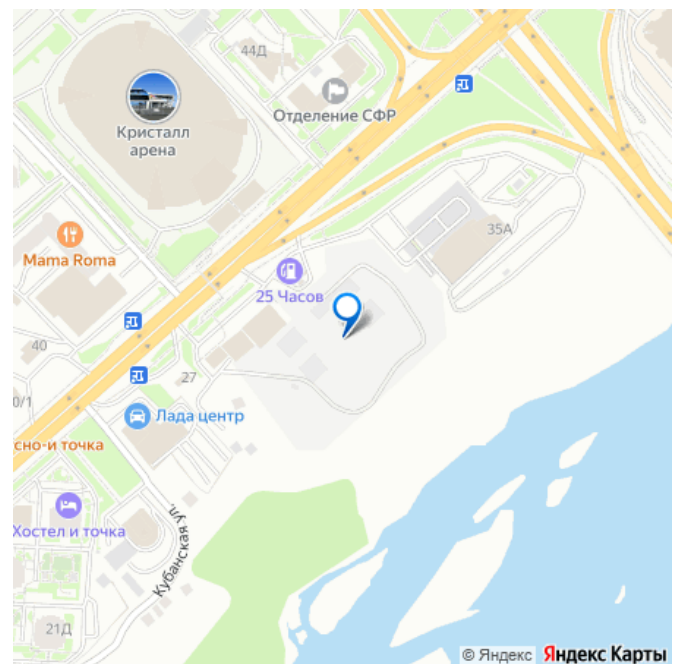 44Д
Отделение СФР
Кристалл
арена
35А
Mama Roma
25 Часов
40
27
0/1
Лада центр
сно-и точка
Хостел и точка
Кубанская ул.
21Д
© Яндекс Яндекс Карты